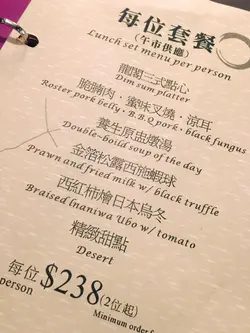 每位套餐
(午市供應)
Lunch set menu per person
龍閣三式點心
Dim sum platter
脆腩肉・蜜味叉燒・涼耳
Roster pork belly・B.B.Q pork・black fungus
養生原盅燉湯
Double-boild soup of the day
金箔松露西施蝦球
Prawn and fried milk w/ black truffle
西紅柿燴日本烏冬
Braised Inaniwa Ubo w/ tomato
精緻甜點
Desert
每位 $238 (2位起)
person Minimum order f